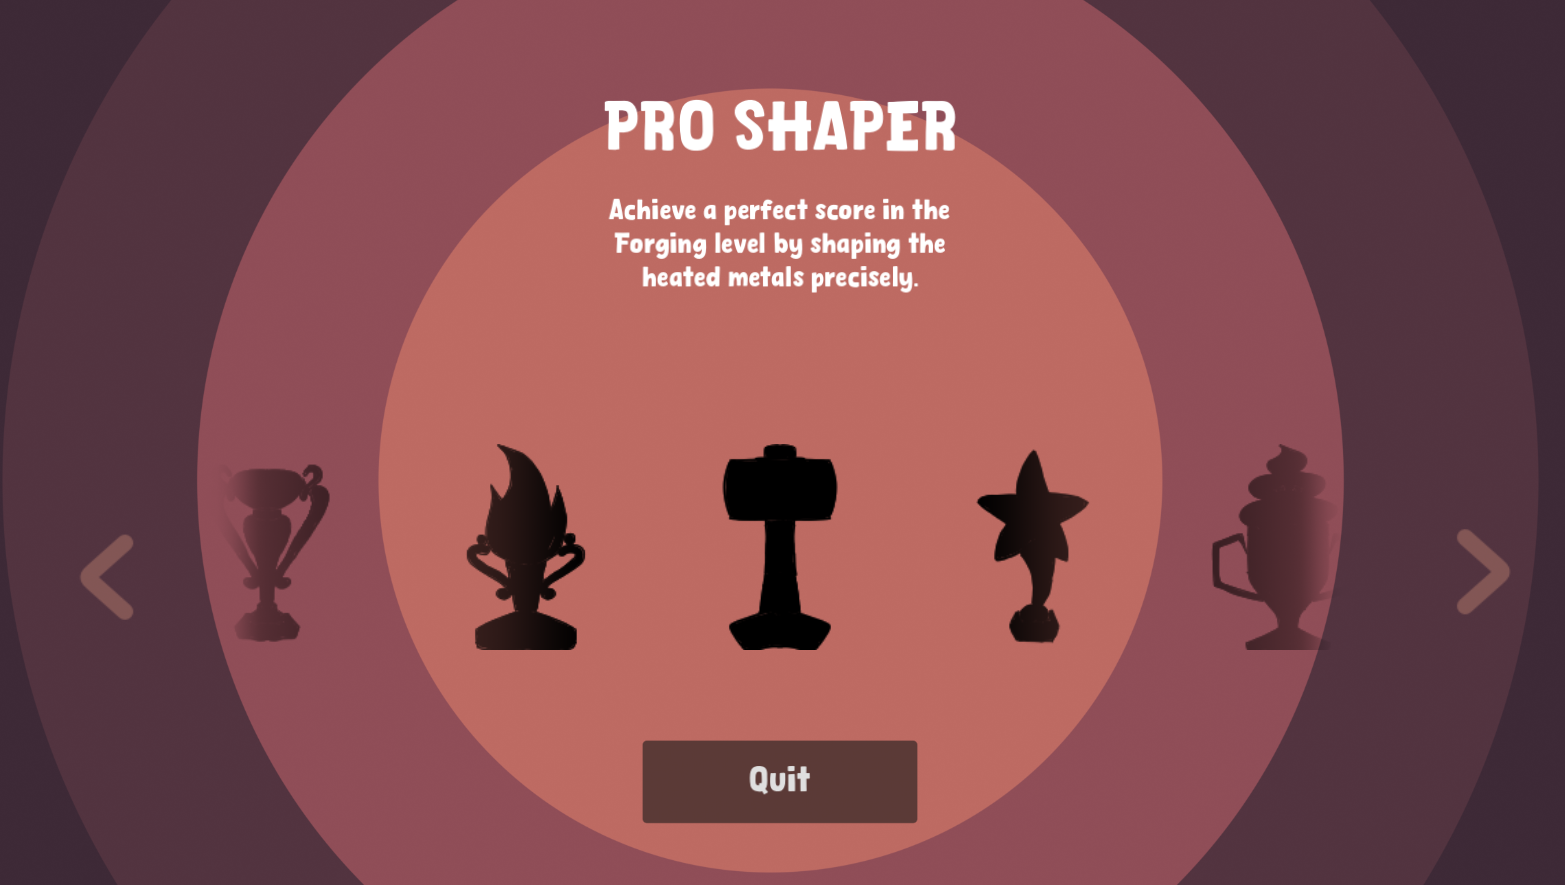 PRO SHAPER
Achieve a perfect score in the
Forging level by shaping the
heated metals precisely.
Quit